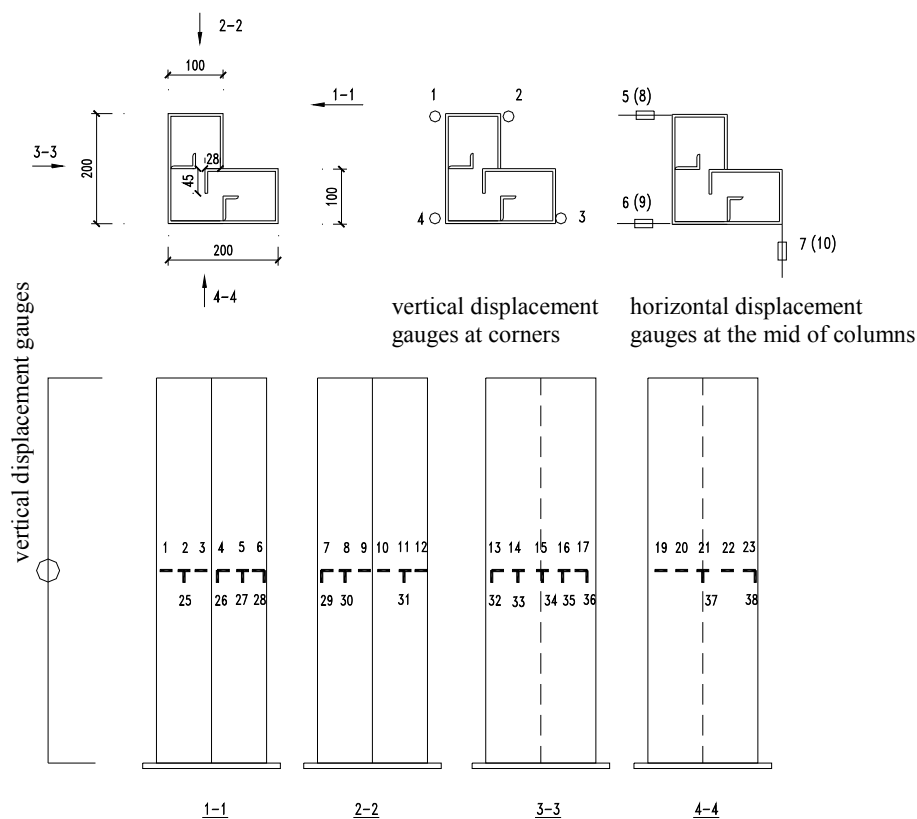 2-2
100
1-1
3-3
200
28
45
100
200
4-4
1 2
4 3
5 (8)
6 (9)
7 (10)
vertical displacement
gauges at corners
horizontal displacement
gauges at the mid of columns
vertical displacement gauges
1 2 3 4 5 6
25 26 27 28
7 8 9 10 11 12
29 30 31
13 14 15 16 17
32 33 34 35 36
19 20 21 22 23
37 38
1-1
2-2
3-3
4-4